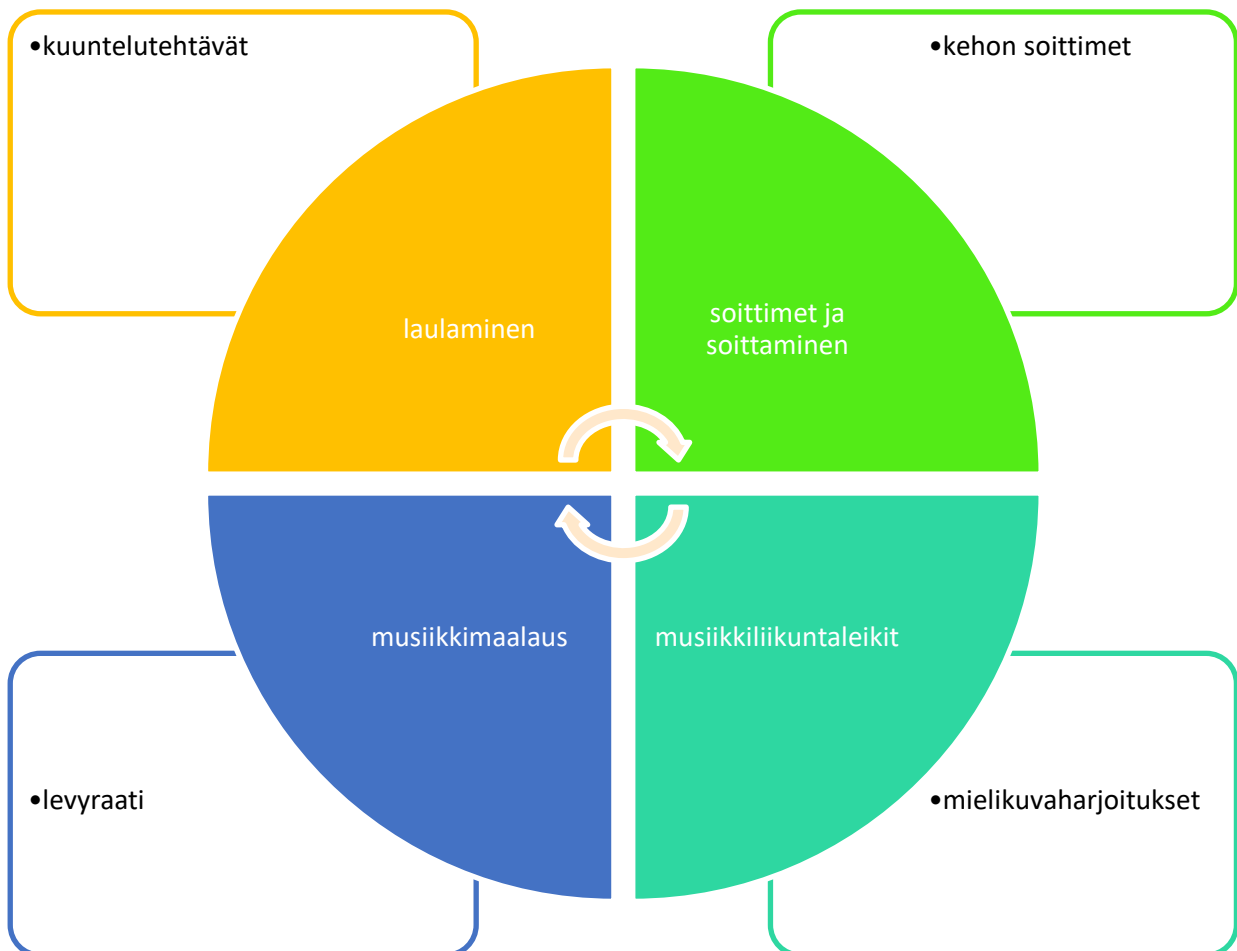 •kuuntelutehtävät
•kehon soittimet
laulaminen
soittimet ja
soittaminen
musiikkimaalaus
musiikkiliikuntaleikit
•levyraati
•mielikuvaharjoitukset